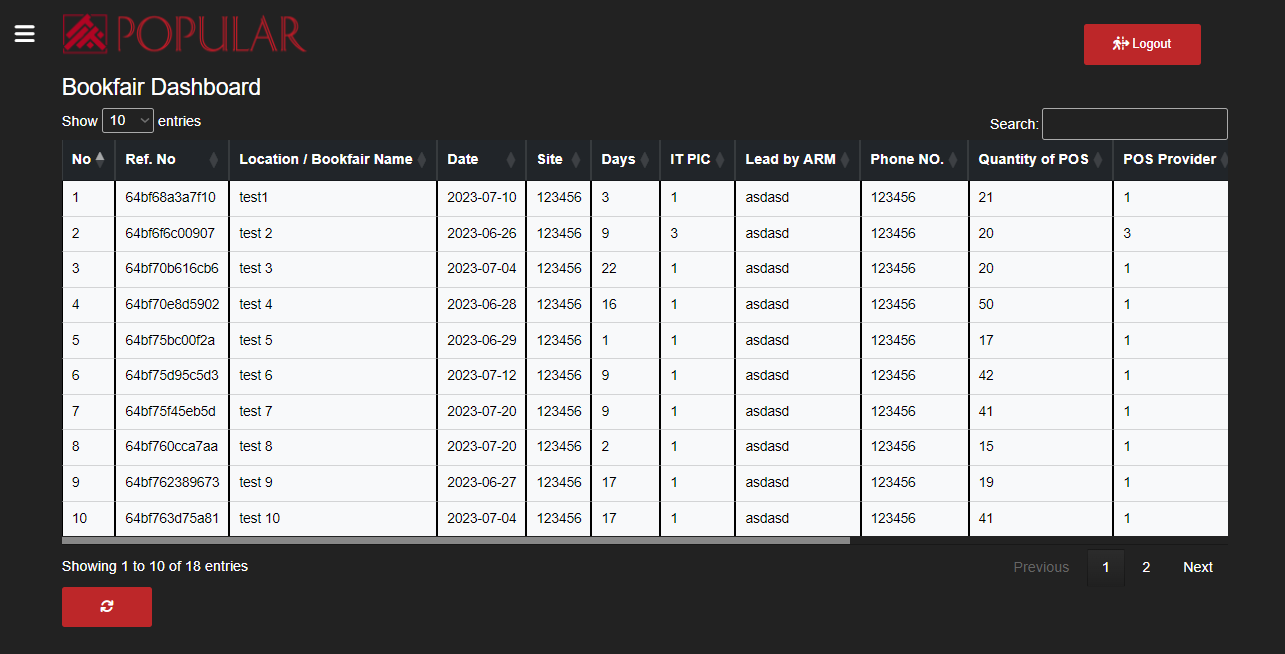 POPULAR
Logout
Bookfair Dashboard
Show 10 entries
Search:
No Ref. No Location / Bookfair Name Date Site Days IT PIC Lead by ARM Phone NO. Quantity of POS POS Provider
1 64bf68a3a7f10 test1 2023-07-10 123456 3 1 asdasd 123456 21 1
2 64bf6f6c00907 test 2 2023-06-26 123456 9 3 asdasd 123456 20 3
3 64bf70b616cb6 test 3 2023-07-04 123456 22 1 asdasd 123456 20 1
4 64bf70e8d5902 test 4 2023-06-28 123456 16 1 asdasd 123456 50 1
5 64bf75bc00f2a test 5 2023-06-29 123456 1 1 asdasd 123456 17 1
6 64bf75d95c5d3 test 6 2023-07-12 123456 9 1 asdasd 123456 42 1
7 64bf75f45eb5d test 7 2023-07-20 123456 9 1 asdasd 123456 41 1
8 64bf760cca7aa test 8 2023-07-20 123456 2 1 asdasd 123456 15 1
9 64bf762389673 test 9 2023-06-27 123456 17 1 asdasd 123456 19 1
10 64bf763d75a81 test 10 2023-07-04 123456 17 1 asdasd 123456 41 1
Showing 1 to 10 of 18 entries
Previous 1 2 Next